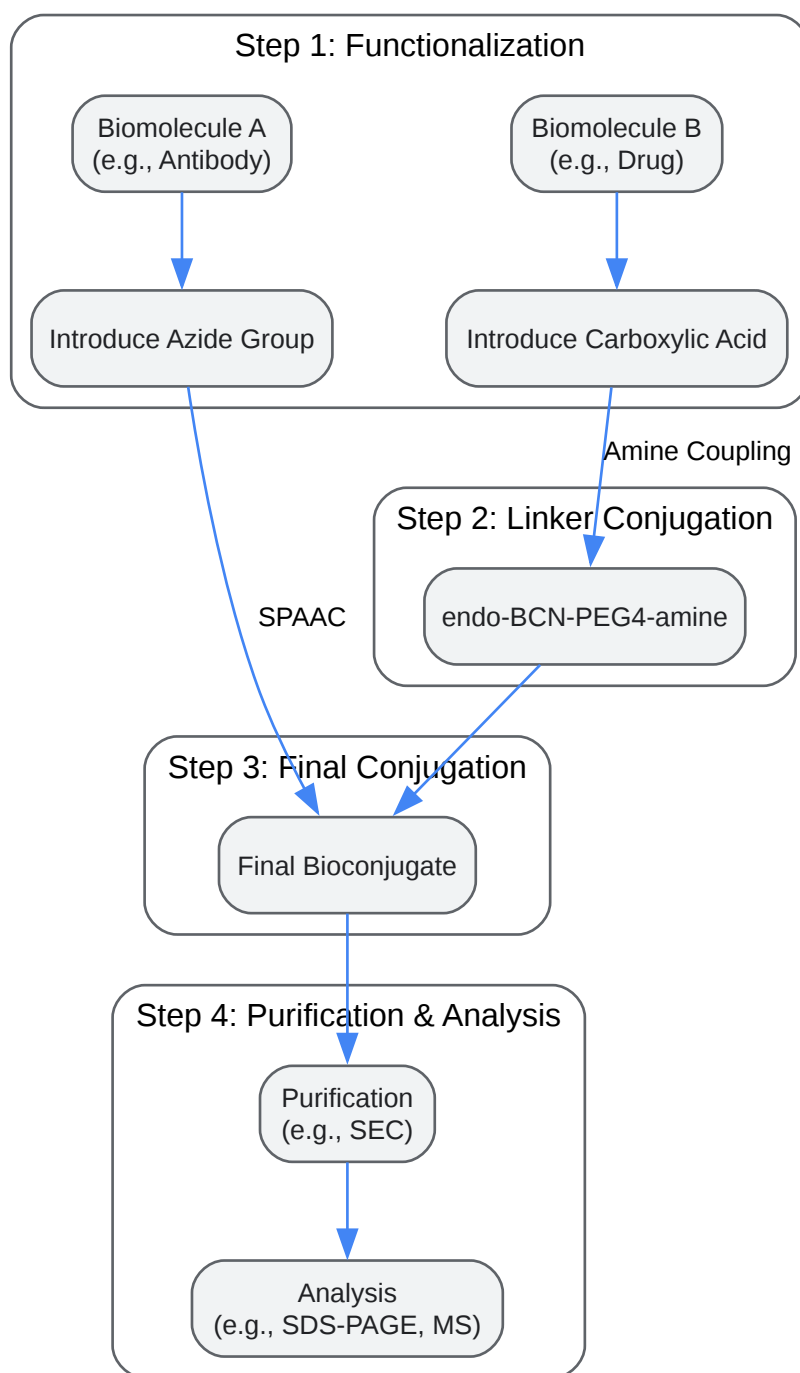 Step 1: Functionalization
Biomolecule A
(e.g., Antibody)
Biomolecule B
(e.g., Drug)
Introduce Azide Group
Introduce Carboxylic Acid
Amine Coupling
Step 2: Linker Conjugation
endo-BCN-PEG4-amine
SPAAC
Step 3: Final Conjugation
Final Bioconjugate
Step 4: Purification & Analysis
Purification
(e.g., SEC)
Analysis
(e.g., SDS-PAGE, MS)